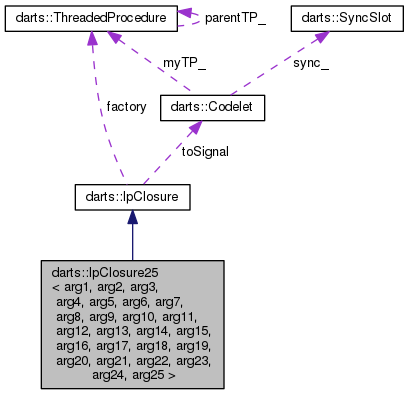 darts::ThreadedProcedure
parentTP_
darts::SyncSlot
myTP_
sync_
factory
darts::Codelet
toSignal
darts::lpClosure
darts::lpClosure25
< arg1, arg2, arg3,
arg4, arg5, arg6, arg7,
arg8, arg9, arg10, arg11,
arg12, arg13, arg14, arg15,
arg16, arg17, arg18, arg19,
arg20, arg21, arg22, arg23,
arg24, arg25 >